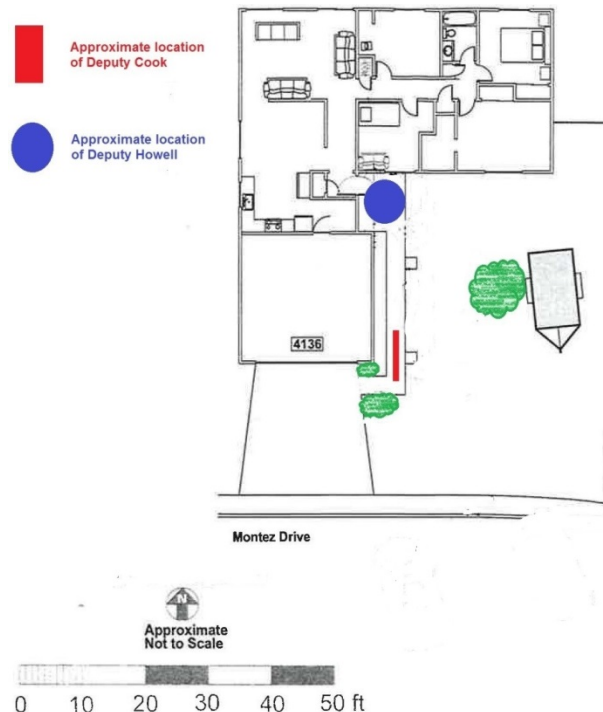 Approximate location
of Deputy Cook
Approximate location
of Deputy Howell
4136
Montez Drive
N
Approximate
Not to Scale
0 10 20 30 40 50 ft